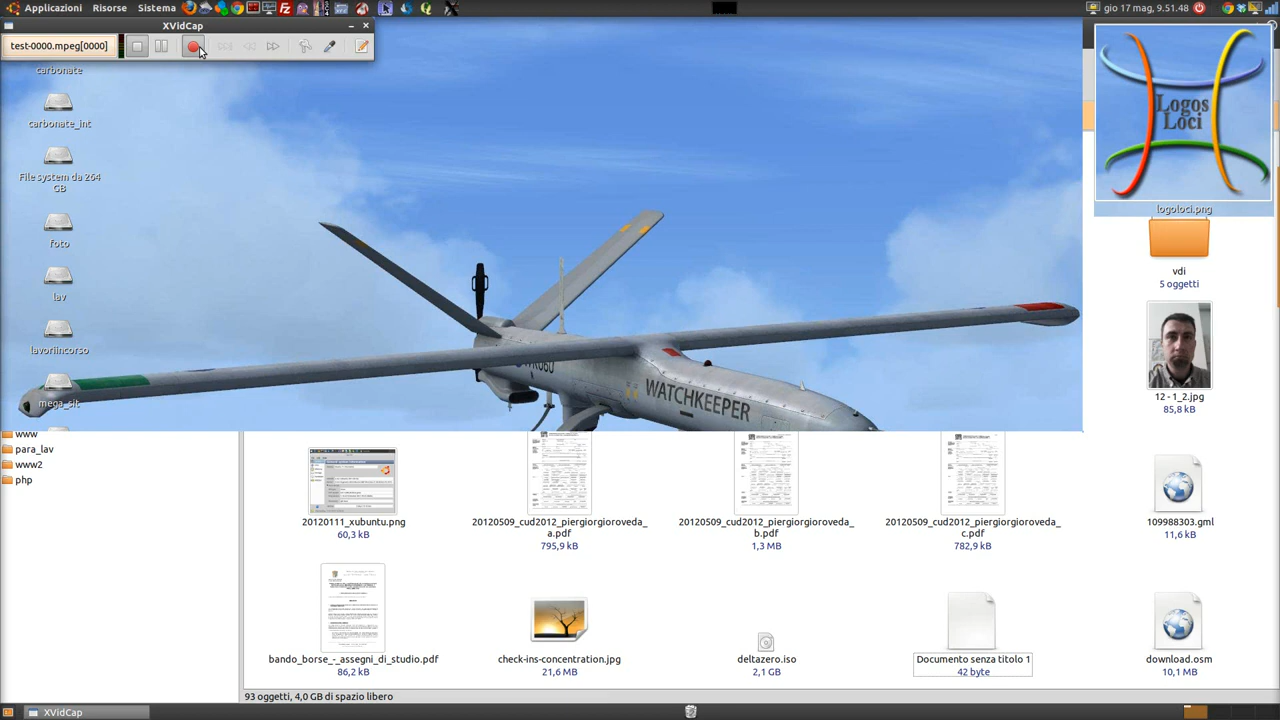 Applicazioni Risorse Sistema
gio 17 mag, 9.51.48
XVidCap
test-0000.mpeg[0000]
carbonate
carbonate_int
File system da 264
GB
foto
lav
lavoriincorso
mega_sit
WATCHKEEPER
Logos
Loci
logoloci.png
vdi
5 oggetti
12 - 1_2.jpg
85,8 kB
www
para_lav
www2
php
20120111_xubuntu.png
60,3 kB
20120509_cud2012_piergiorgioroveda_
a.pdf
795,9 kB
20120509_cud2012_piergiorgioroveda_
b.pdf
1,3 MB
20120509_cud2012_piergiorgioroveda_
c.pdf
782,9 kB
109988303.gml
11,6 kB
bando_borse_-_assegni_di_studio.pdf
86,2 kB
check-ins-concentration.jpg
21,6 MB
deltazero.iso
2,1 GB
Documento senza titolo 1
42 byte
download.osm
10,1 MB
93 oggetti, 4,0 GB di spazio libero
XVidCap